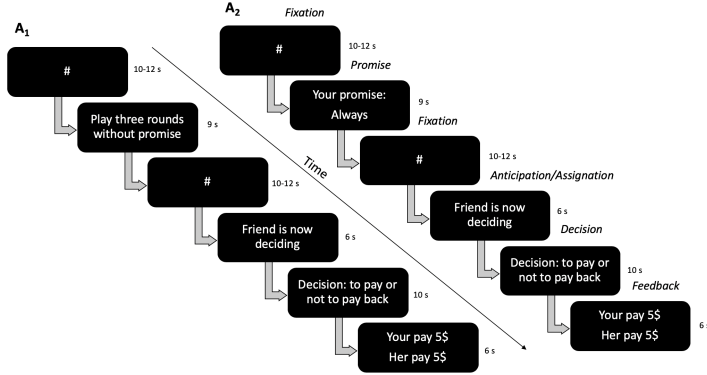 A1
#
10-12 s
Play three rounds
without promise
9 s
#
10-12 s
Friend is now
deciding
6 s
Decision: to pay or
not to pay back
10 s
Your pay 5$
Her pay 5$
6 s
Time
A2
Fixation
#
10-12 s
Promise
Your promise:
Always
9 s
Fixation
#
10-12 s
Anticipation/Assignation
Friend is now
deciding
6 s
Decision
Decision: to pay or
not to pay back
10 s
Feedback
Your pay 5$
Her pay 5$
6 s